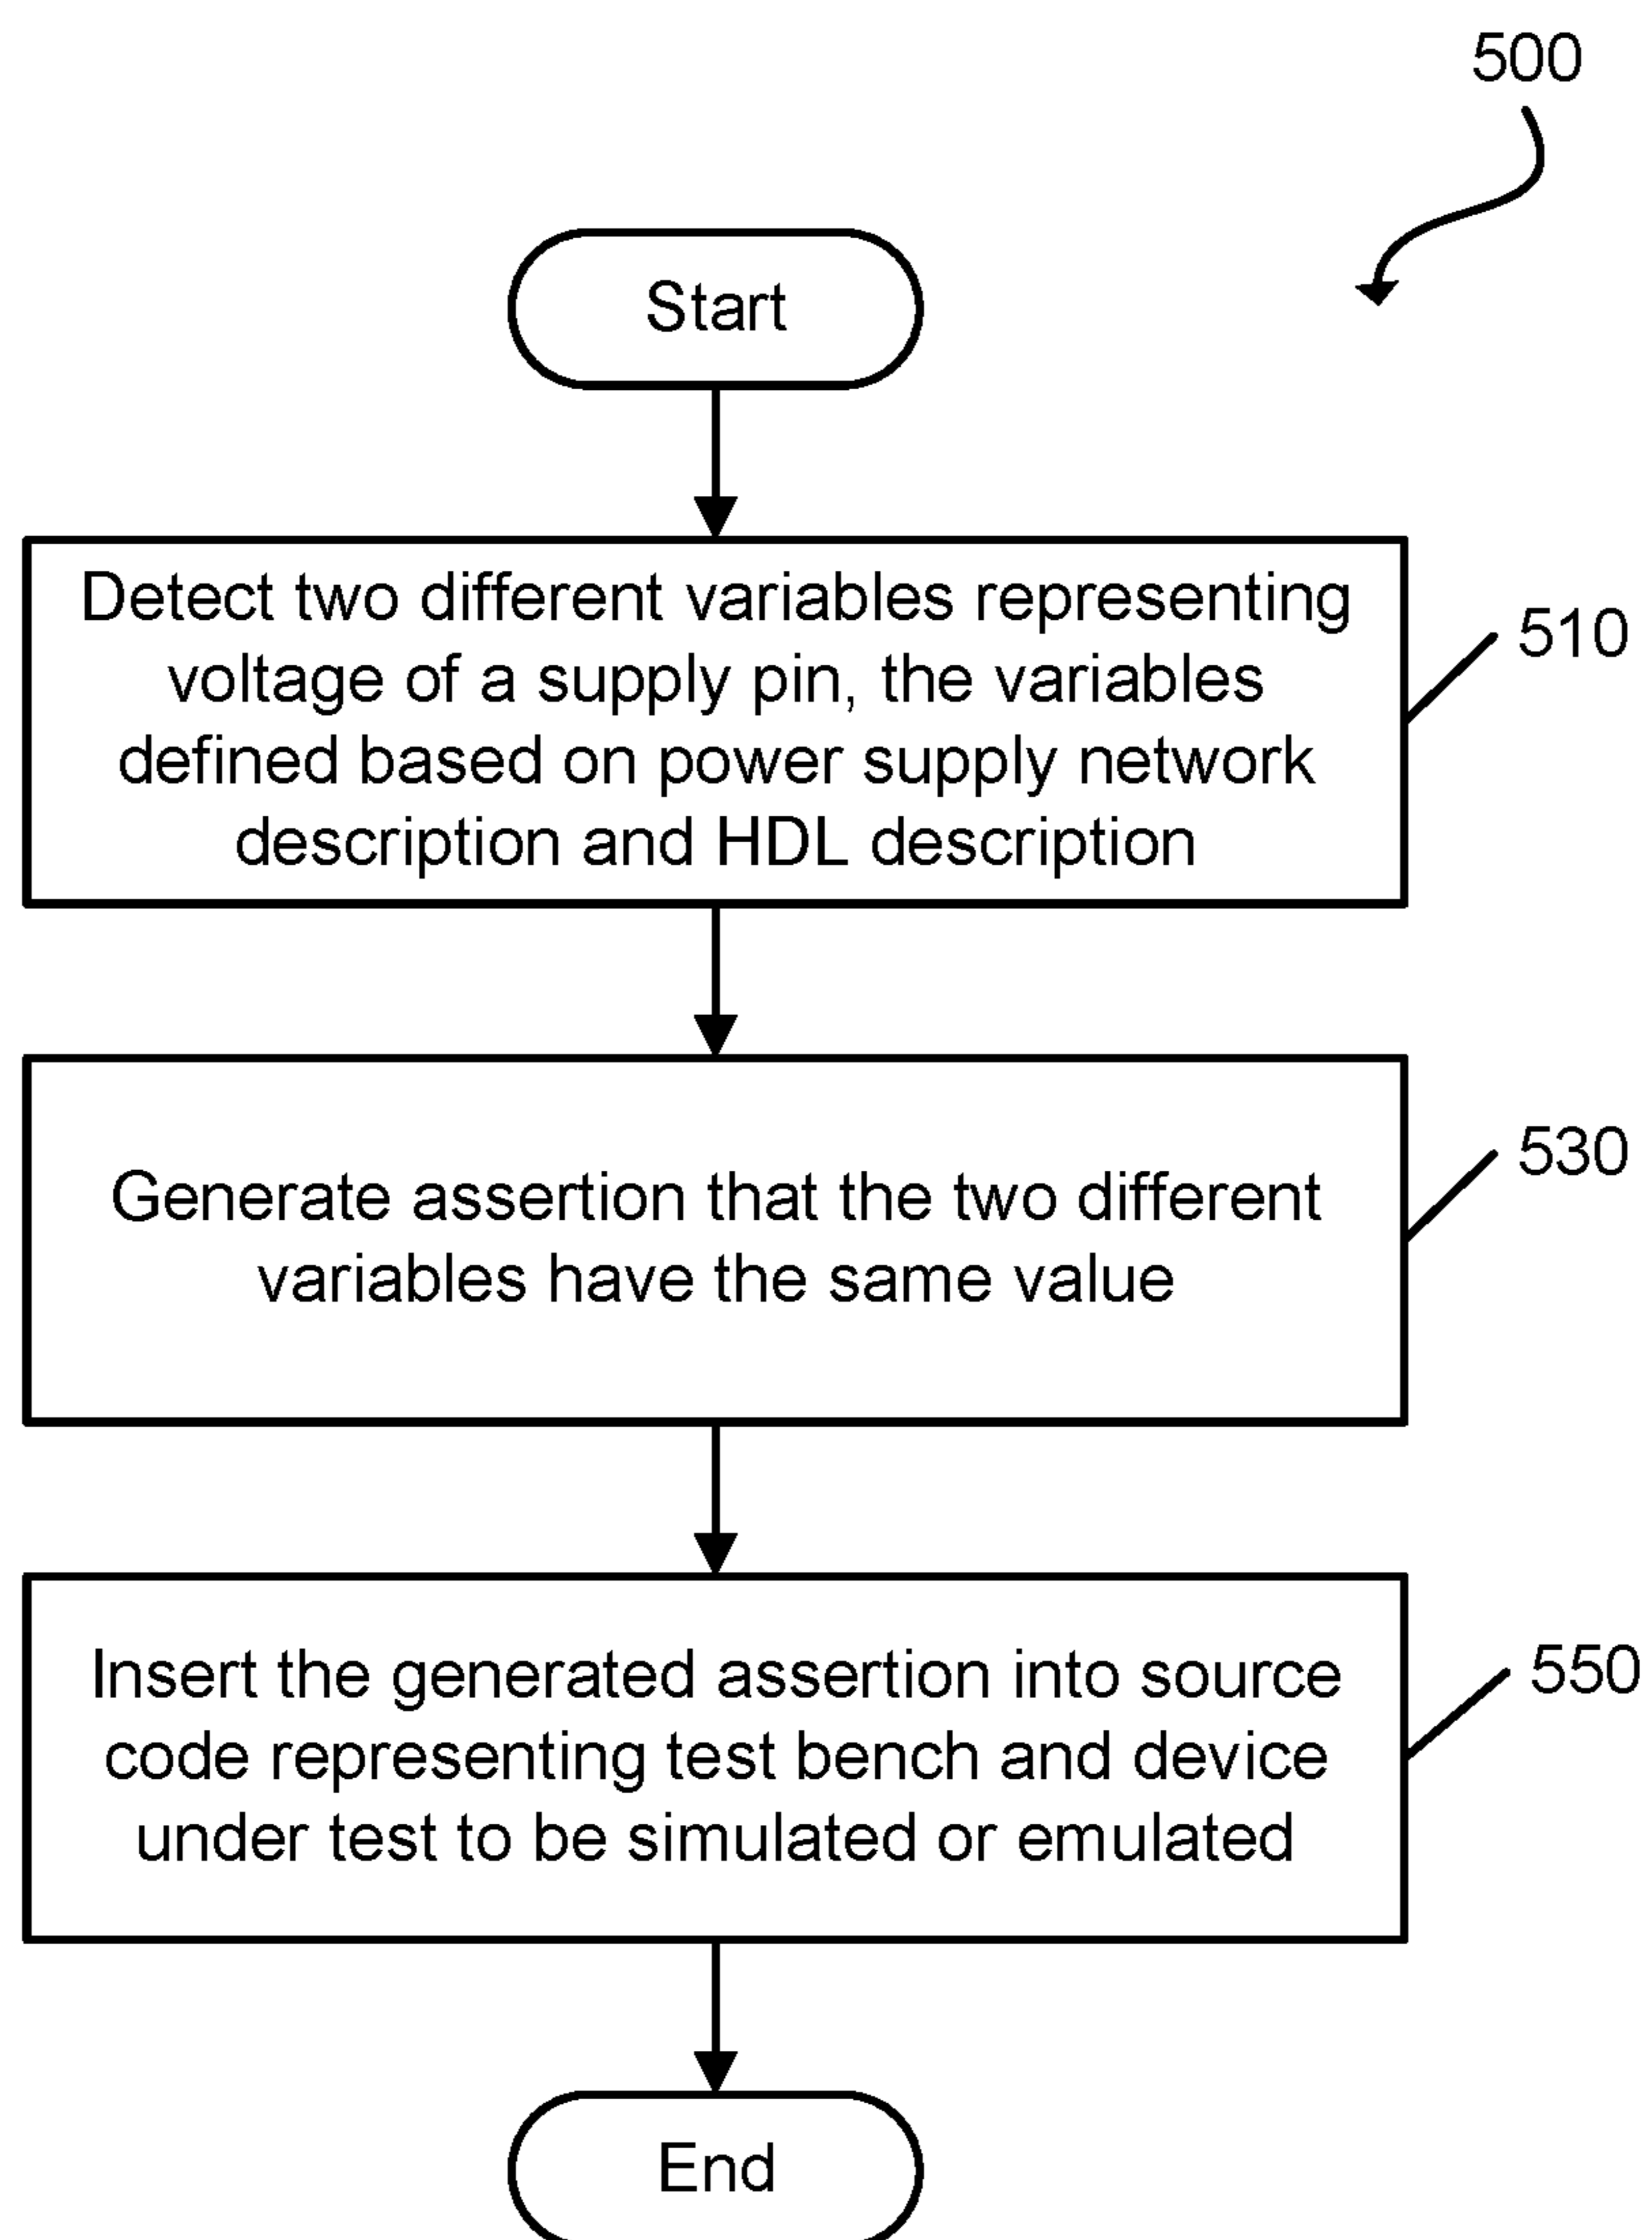 500
Start
Detect two different variables representing
voltage of a supply pin, the variables
defined based on power supply network
description and HDL description
510
Generate assertion that the two different
variables have the same value
530
Insert the generated assertion into source
code representing test bench and device
under test to be simulated or emulated
550
End